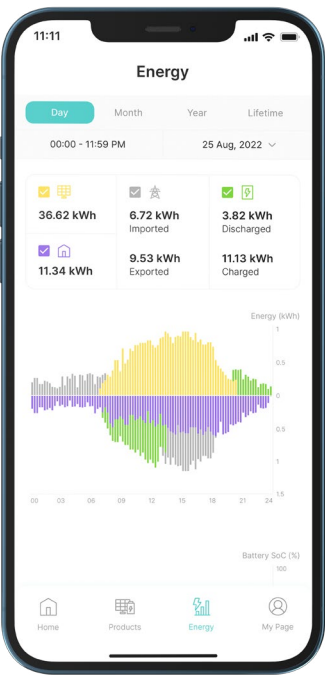 11:11
Energy
Day Month Year Lifetime
00:00 - 11:59 PM 25 Aug, 2022
36.62 kWh 6.72 kWh 3.82 kWh
Imported Discharged
11.34 kWh 9.53 kWh 11.13 kWh
Exported Charged
Energy (kWh)
1
0.5
0
0.5
1
1.5
00 03 06 09 12 15 18 21 24
Battery SoC (%)
100
Home Products Energy My Page